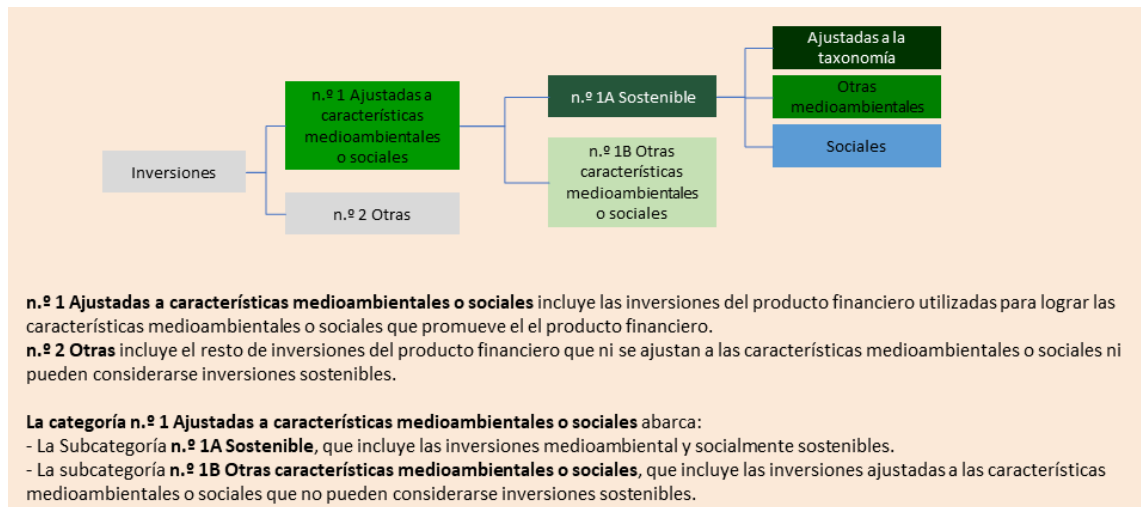 Ajustadas a la
taxonomía
n.º 1 Ajustadas a
características
medioambientales
o sociales
n.º 1A Sostenible
Otras
medioambientales
Sociales
Inversiones
n.º 1B Otras
características
medioambientales
o sociales
n.º 2 Otras
n.º 1 Ajustadas a características medioambientales o sociales incluye las inversiones del producto financiero utilizadas para lograr las
características medioambientales o sociales que promueve el el producto financiero.
n.º 2 Otras incluye el resto de inversiones del producto financiero que ni se ajustan a las características medioambientales o sociales ni
pueden considerarse inversiones sostenibles.
La categoría n.º 1 Ajustadas a características medioambientales o sociales abarca:
- La Subcategoría n.º 1A Sostenible, que incluye las inversiones medioambiental y socialmente sostenibles.
- La subcategoría n.º 1B Otras características medioambientales o sociales, que incluye las inversiones ajustadas a las características
medioambientales o sociales que no pueden considerarse inversiones sostenibles.